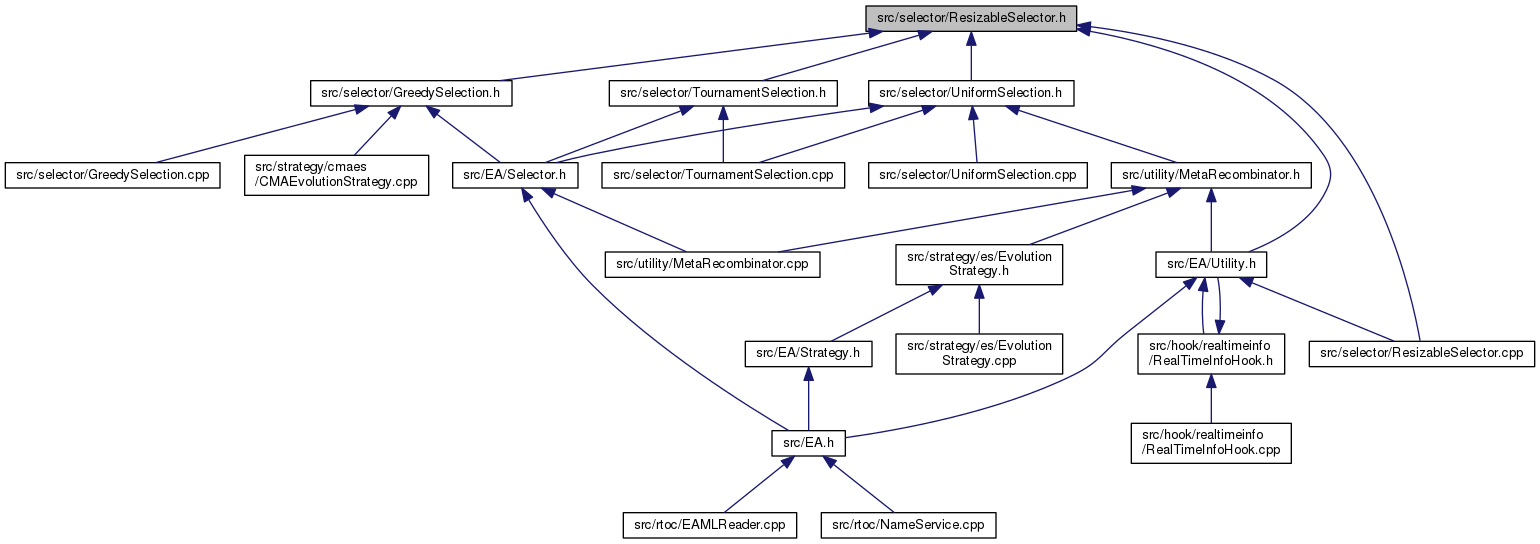 src/selector/ResizableSelector.h
src/selector/GreedySelection.h
src/selector/TournamentSelection.h
src/selector/UniformSelection.h
src/selector/GreedySelection.cpp
src/strategy/cmaes
/CMAEvolutionStrategy.cpp
src/EA/Selector.h
src/selector/TournamentSelection.cpp
src/selector/UniformSelection.cpp
src/utility/MetaRecombinator.h
src/utility/MetaRecombinator.cpp
src/strategy/es/Evolution
Strategy.h
src/EA/Utility.h
src/EA/Strategy.h
src/strategy/es/Evolution
Strategy.cpp
src/hook/realtimeinfo
/RealTimeInfoHook.h
src/selector/ResizableSelector.cpp
src/EA.h
src/hook/realtimeinfo
/RealTimeInfoHook.cpp
src/rtoc/EAMLReader.cpp
src/rtoc/NameService.cpp